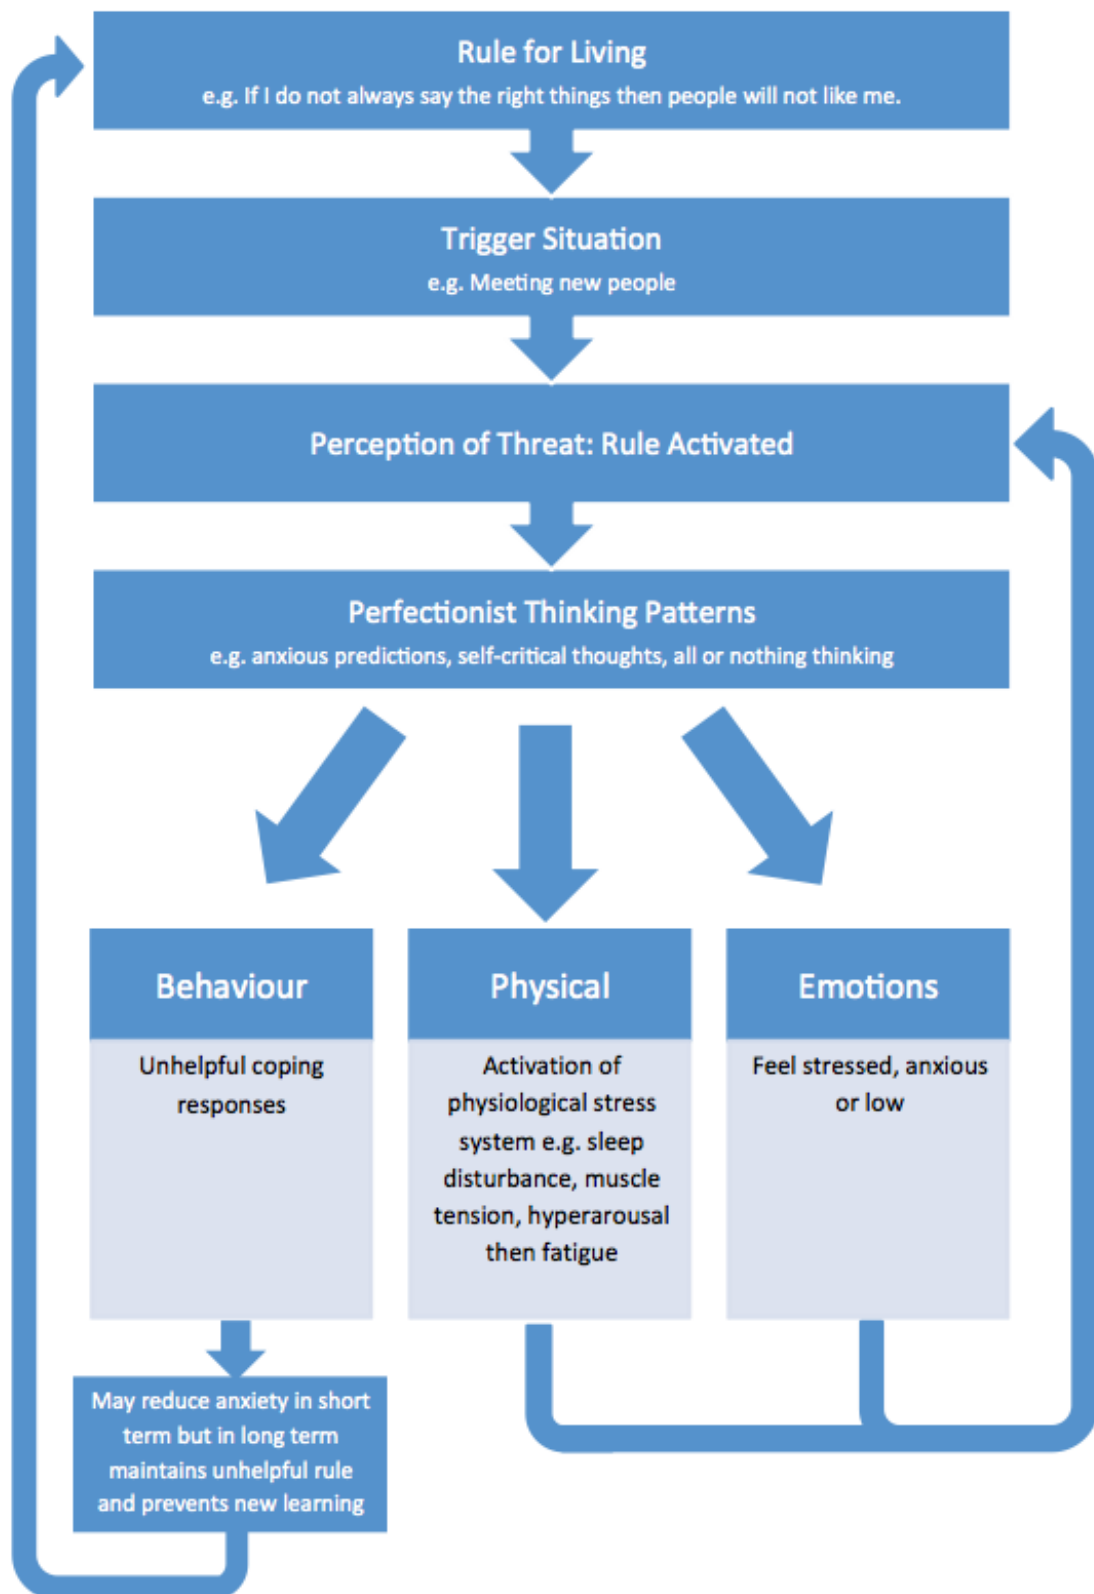 Rule for Living
e.g. If I do not always say the right things then people will not like me.
Trigger Situation
e.g. Meeting new people
Perception of Threat: Rule Activated
Perfectionist Thinking Patterns
e.g. anxious predictions, self-critical thoughts, all or nothing thinking
Behaviour
Unhelpful coping
responses
Physical
Activation of
physiological stress
system e.g. sleep
disturbance, muscle
tension, hyperarousal
then fatigue
Emotions
Feel stressed, anxious
or low
May reduce anxiety in short
term but in long term
maintains unhelpful rule
and prevents new learning